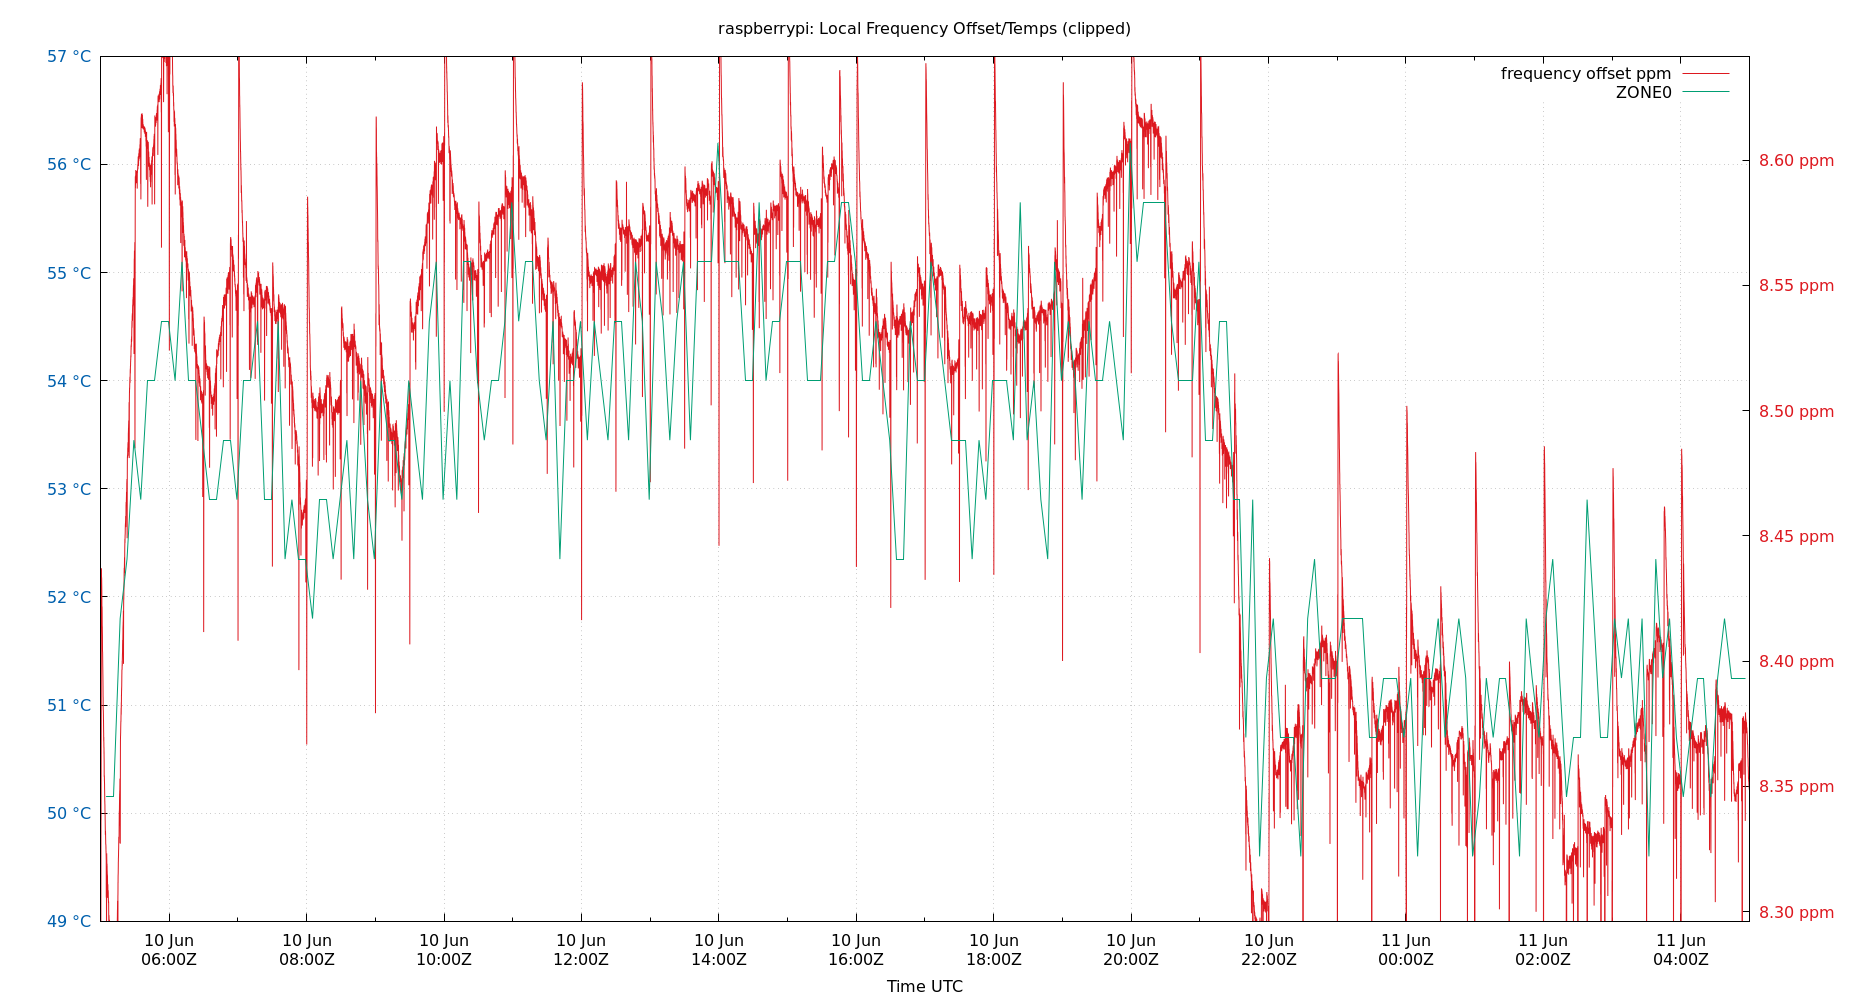 raspberrypi: Local Frequency Offset/Temps (clipped)
frequency offset ppm
ZONE0
57 °C
56 °C
55 °C
54 °C
53 °C
52 °C
51 °C
50 °C
49 °C
8.60 ppm
8.55 ppm
8.50 ppm
8.45 ppm
8.40 ppm
8.35 ppm
8.30 ppm
10 Jun 10 Jun 10 Jun 10 Jun 10 Jun 10 Jun 10 Jun 10 Jun 10 Jun 11 Jun 11 Jun 11 Jun
06:00Z 08:00Z 10:00Z 12:00Z 14:00Z 16:00Z 18:00Z 20:00Z 22:00Z 00:00Z 02:00Z 04:00Z
Time UTC